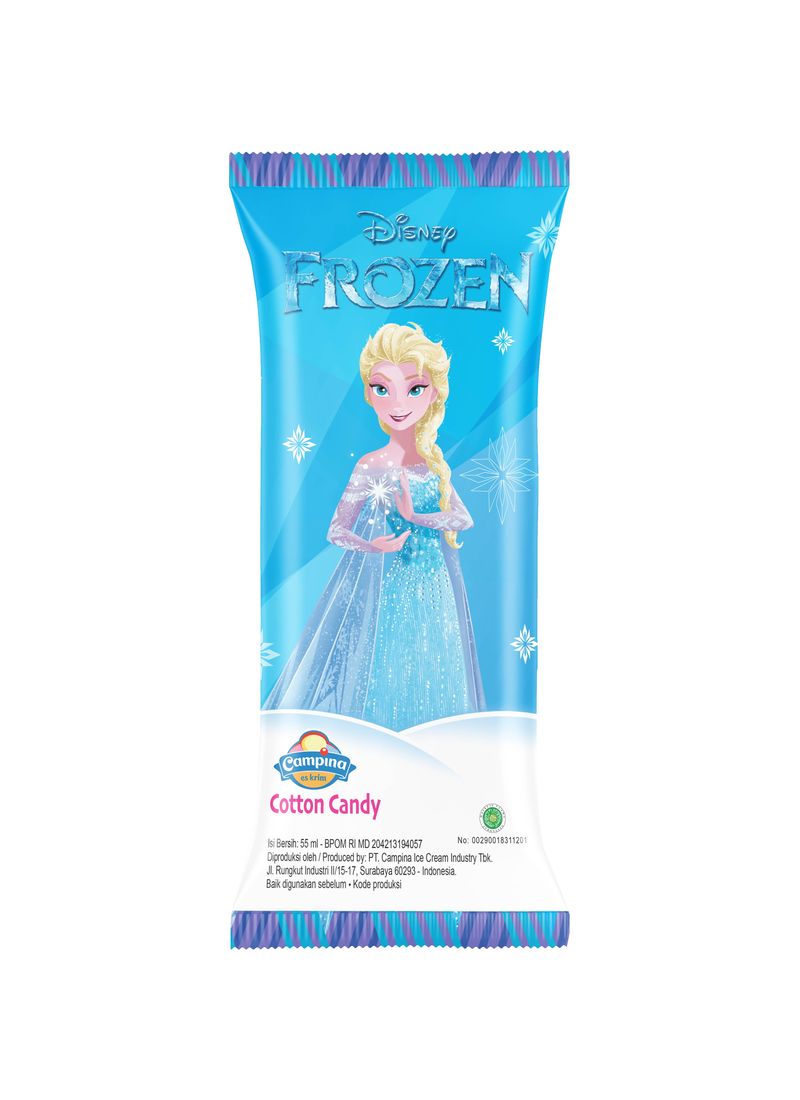 Disney
FROZEN
Campina
es krim
Cotton Candy
Isi Bersih: 55 ml - BPOM RI MD 204213194057
No: 00290018311201
Diproduksi oleh / Produced by: PT. Campina Ice Cream Industry Tbk.
Jl. Rungkut Industri II/15-17, Surabaya 60293 - Indonesia.
Baik digunakan sebelum • Kode produksi